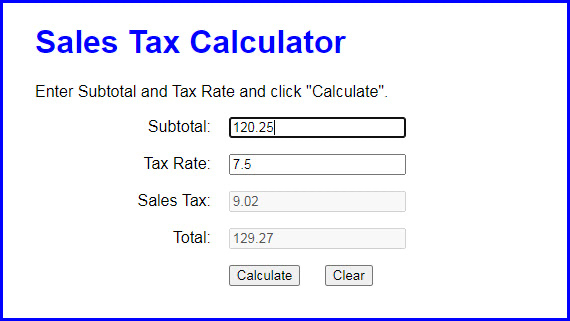 Sales Tax Calculator
Enter Subtotal and Tax Rate and click "Calculate".
Subtotal: 120.25
Tax Rate: 7.5
Sales Tax: 9.02
Total: 129.27
Calculate Clear